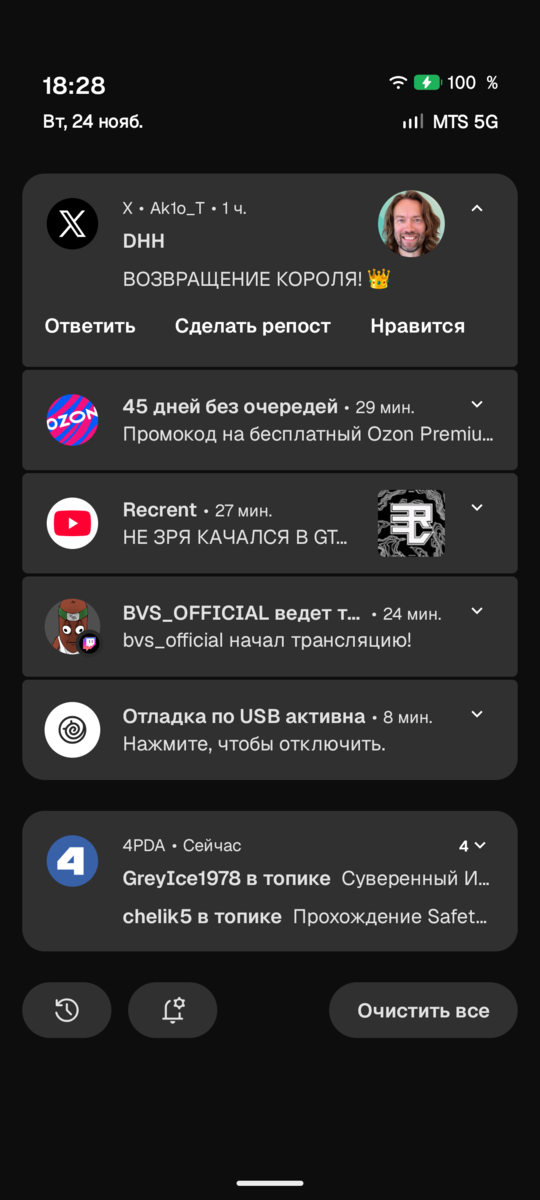 18:28
100 %
Вт, 24 нояб.
MTS 5G
X • Ak1o_T • 1 ч.
DHH
ВОЗВРАЩЕНИЕ КОРОЛЯ! 👑
Ответить Сделать репост Нравится
OZON
45 дней без очередей • 29 мин.
Промокод на бесплатный Ozon Premiu...
Recrent • 27 мин.
НЕ ЗРЯ КАЧАЛСЯ В GT...
BVS_OFFICIAL ведет т... • 24 мин.
bvs_official начал трансляцию!
Отладка по USB активна • 8 мин.
Нажмите, чтобы отключить.
4
4PDA • Сейчас
4
GreyIce1978 в топике Суверенный И...
chelik5 в топике Прохождение Safet...
Очистить все